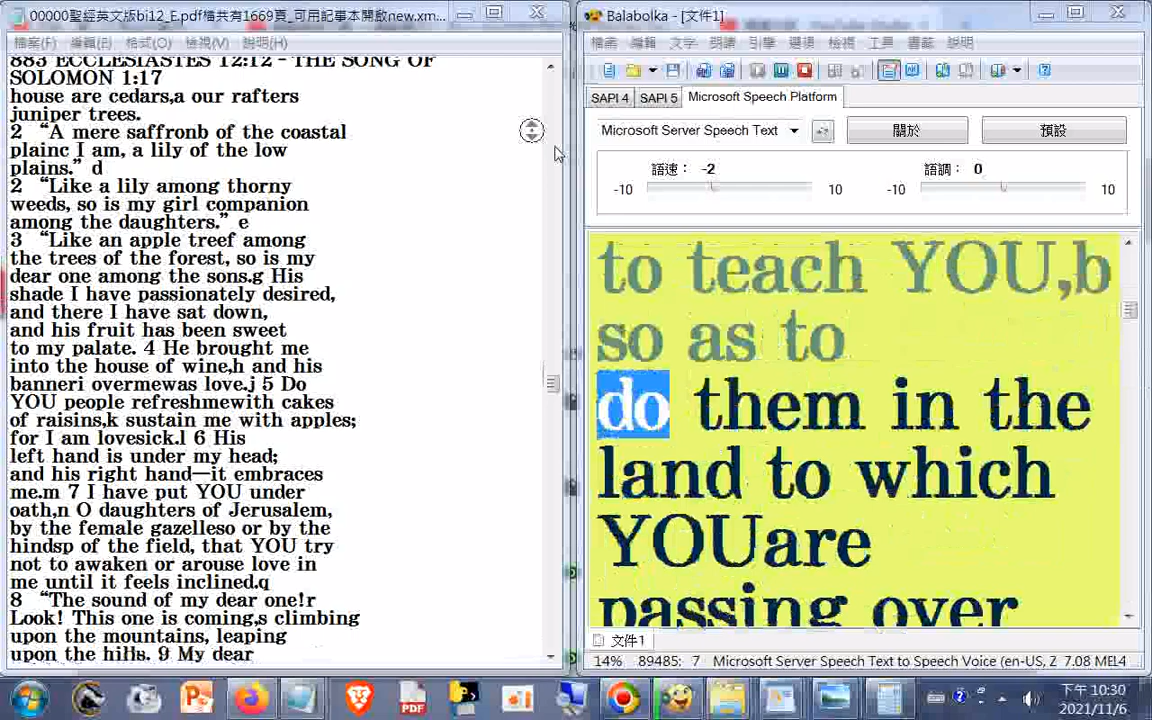 00000聖經英文版bi12_E.pdf檔共有1669頁_可用記事本開啟new.xm...
檔案(F) 編輯(E) 格式(O) 檢視(V) 說明(H)
883 ECCLESIASTES 12:12 - THE SONG OF
SOLOMON 1:17
house are cedars,a our rafters
juniper trees.
2 “A mere saffronb of the coastal
plainc I am, a lily of the low
plains.” d
2 “Like a lily among thorny
weeds, so is my girl companion
among the daughters.” e
3 “Like an apple treef among
the trees of the forest, so is my
dear one among the sons.g His
shade I have passionately desired,
and there I have sat down,
and his fruit has been sweet
to my palate. 4 He brought me
into the house of wine,h and his
banneri overmewas love.j 5 Do
YOU people refreshmewith cakes
of raisins,k sustain me with apples;
for I am lovesick.l 6 His
left hand is under my head;
and his right hand—it embraces
me.m 7 I have put YOU under
oath,n O daughters of Jerusalem,
by the female gazelleso or by the
hindsp of the field, that YOU try
not to awaken or arouse love in
me until it feels inclined.q
8 “The sound of my dear one!r
Look! This one is coming,s climbing
upon the mountains, leaping
upon the hills. 9 My dear
Balabolka - [文件1]
檔案 編輯 文字 朗讀 引擎 選項 檢視 工具 書籤 說明
SAPI 4 SAPI 5 Microsoft Speech Platform
Microsoft Server Speech Text
關於 預設
語速： -2 語調： 0
-10 10 -10 10
to teach YOU,b
so as to
do them in the
land to which
YOUare
passing over
文件1
14% 89485: 7 Microsoft Server Speech Text to Speech Voice (en-US, Z 7.08 MEL4
下午 10:30
2021/11/6